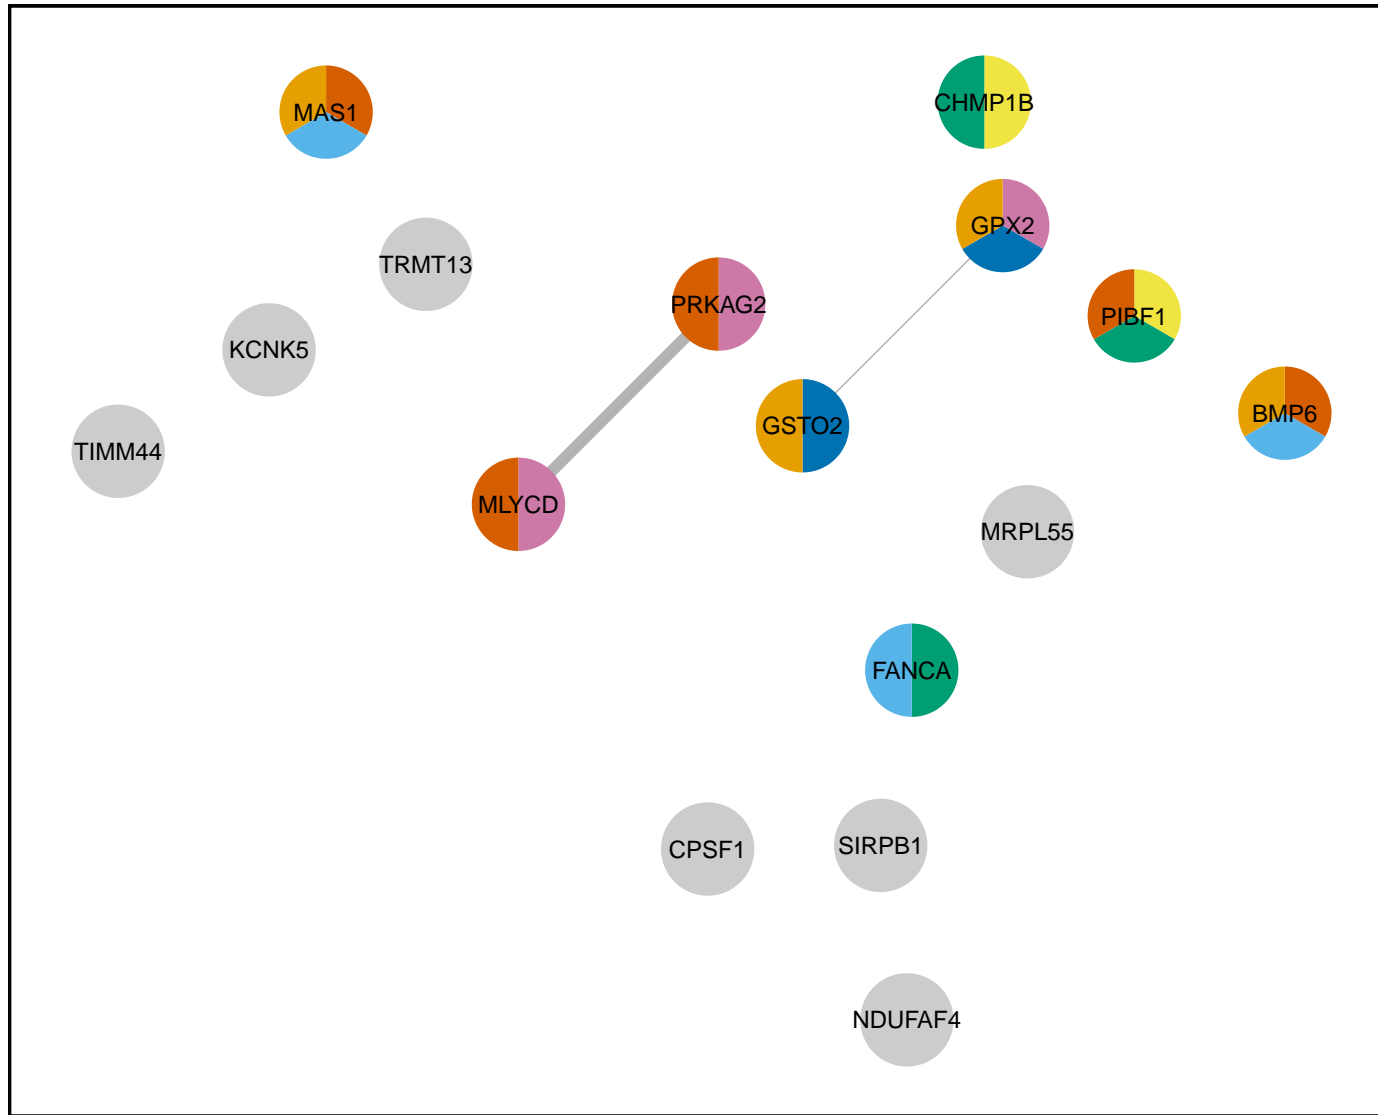 CHMP1B
MAS1
GPX2
TRMT13
PRKAG2
PIBF1
KCNK5
BMP6
GSTO2
TIMM44
MLYCD
MRPL55
FANCA
SIRPB1
CPSF1
NDUFAF4